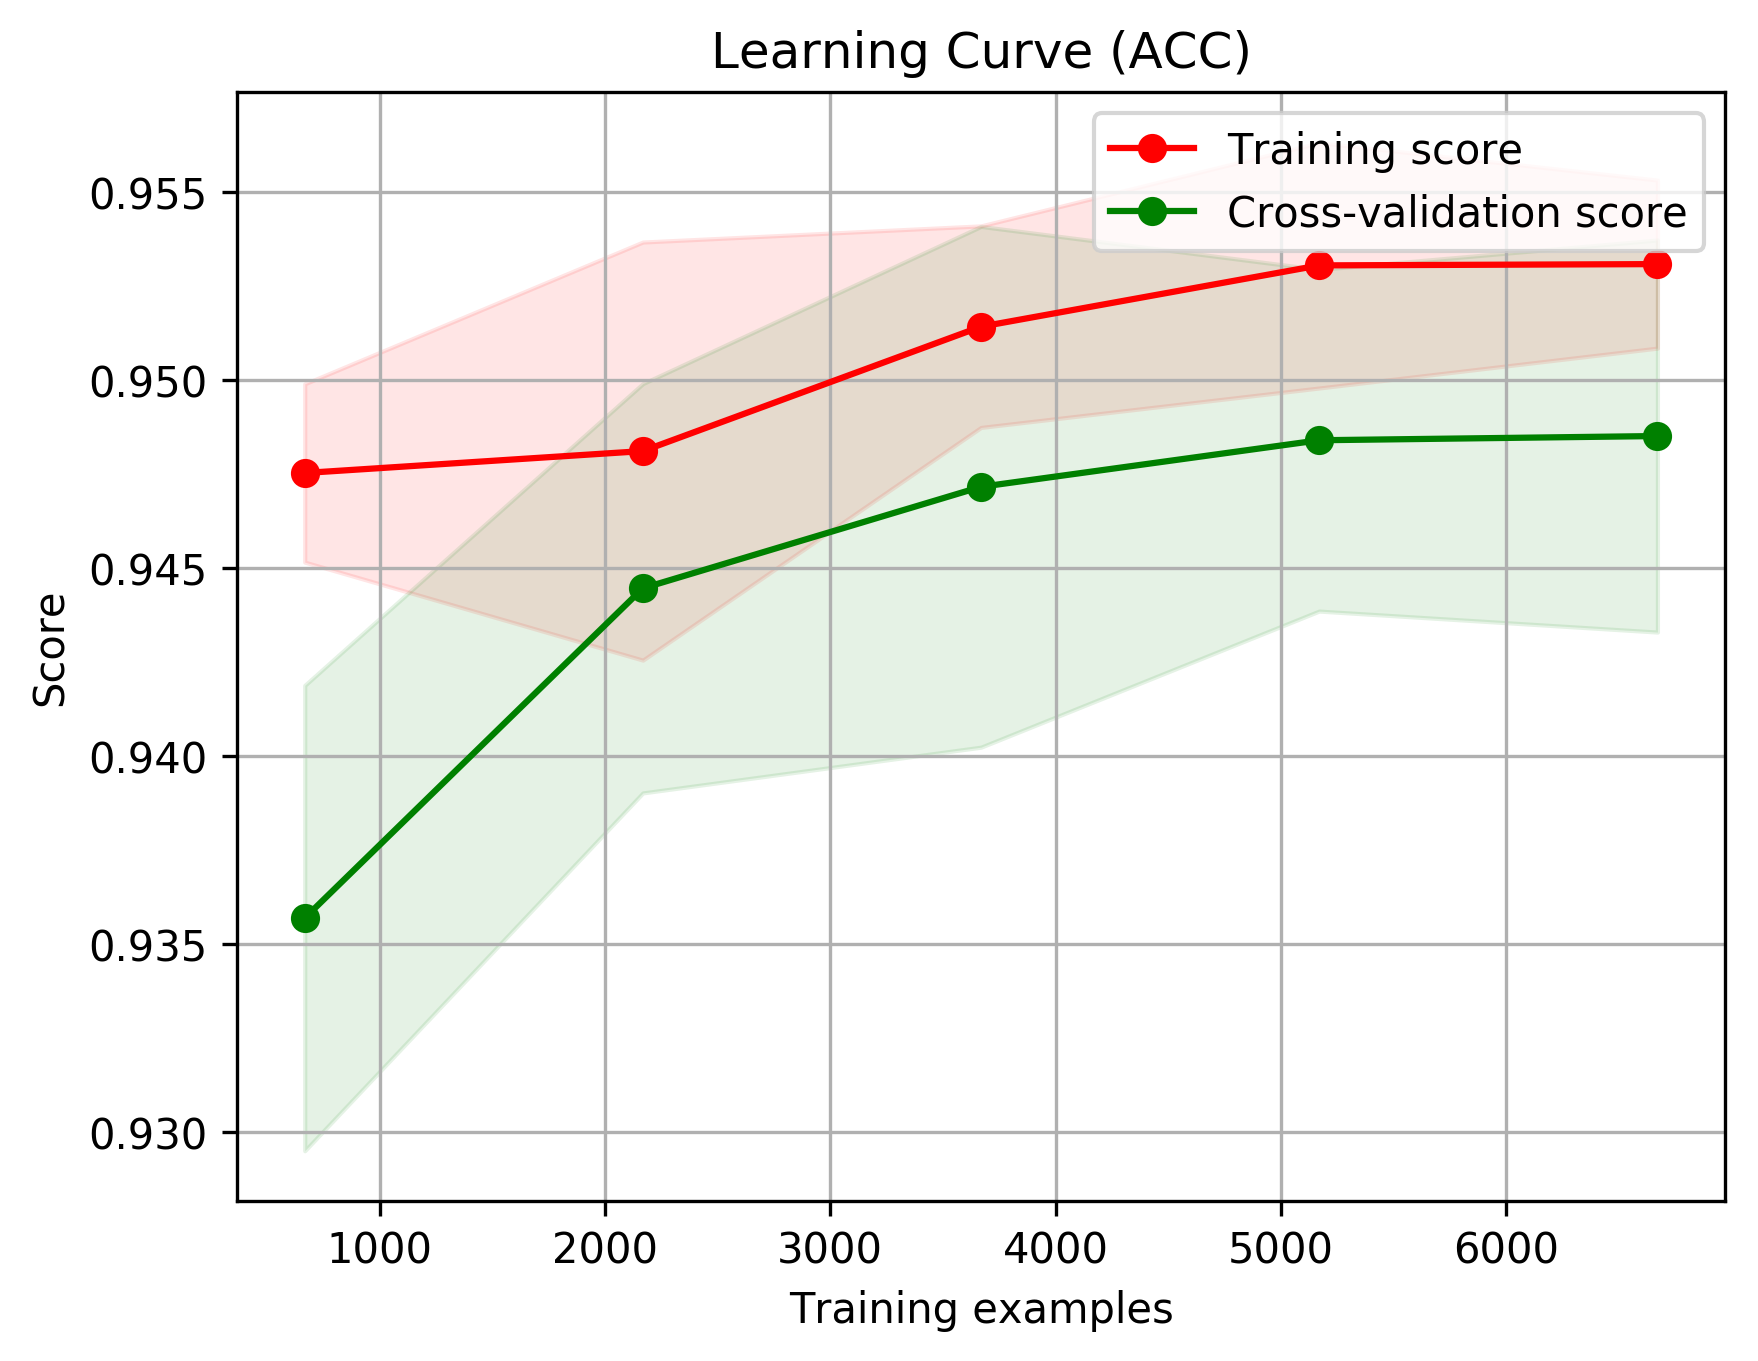 Learning Curve (ACC)
Training score
Cross-validation score
0.955
0.950
0.945
0.940
0.935
0.930
Score
1000 2000 3000 4000 5000 6000
Training examples